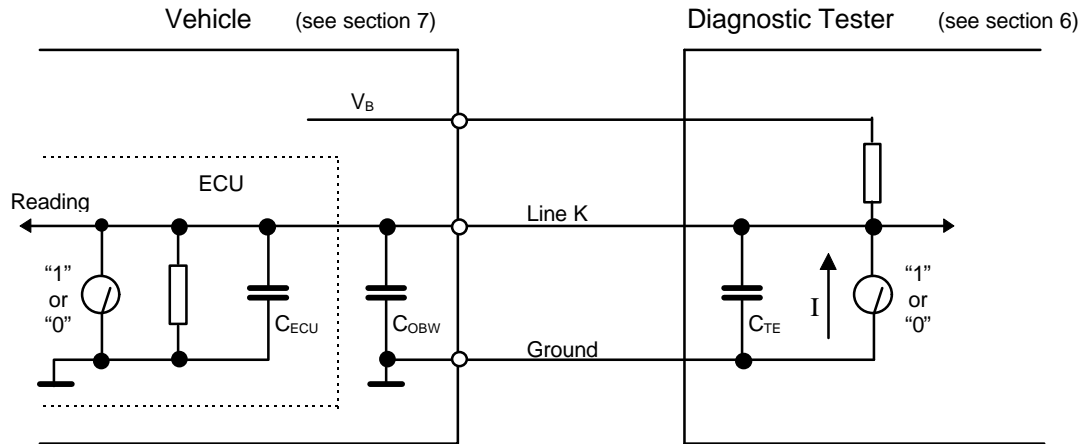 Vehicle (see section 7)
Diagnostic Tester (see section 6)
VB
ECU
Reading
Line K
“1”
or
“0”
CECU
COBW
CTE
I
“1”
or
“0”
Ground